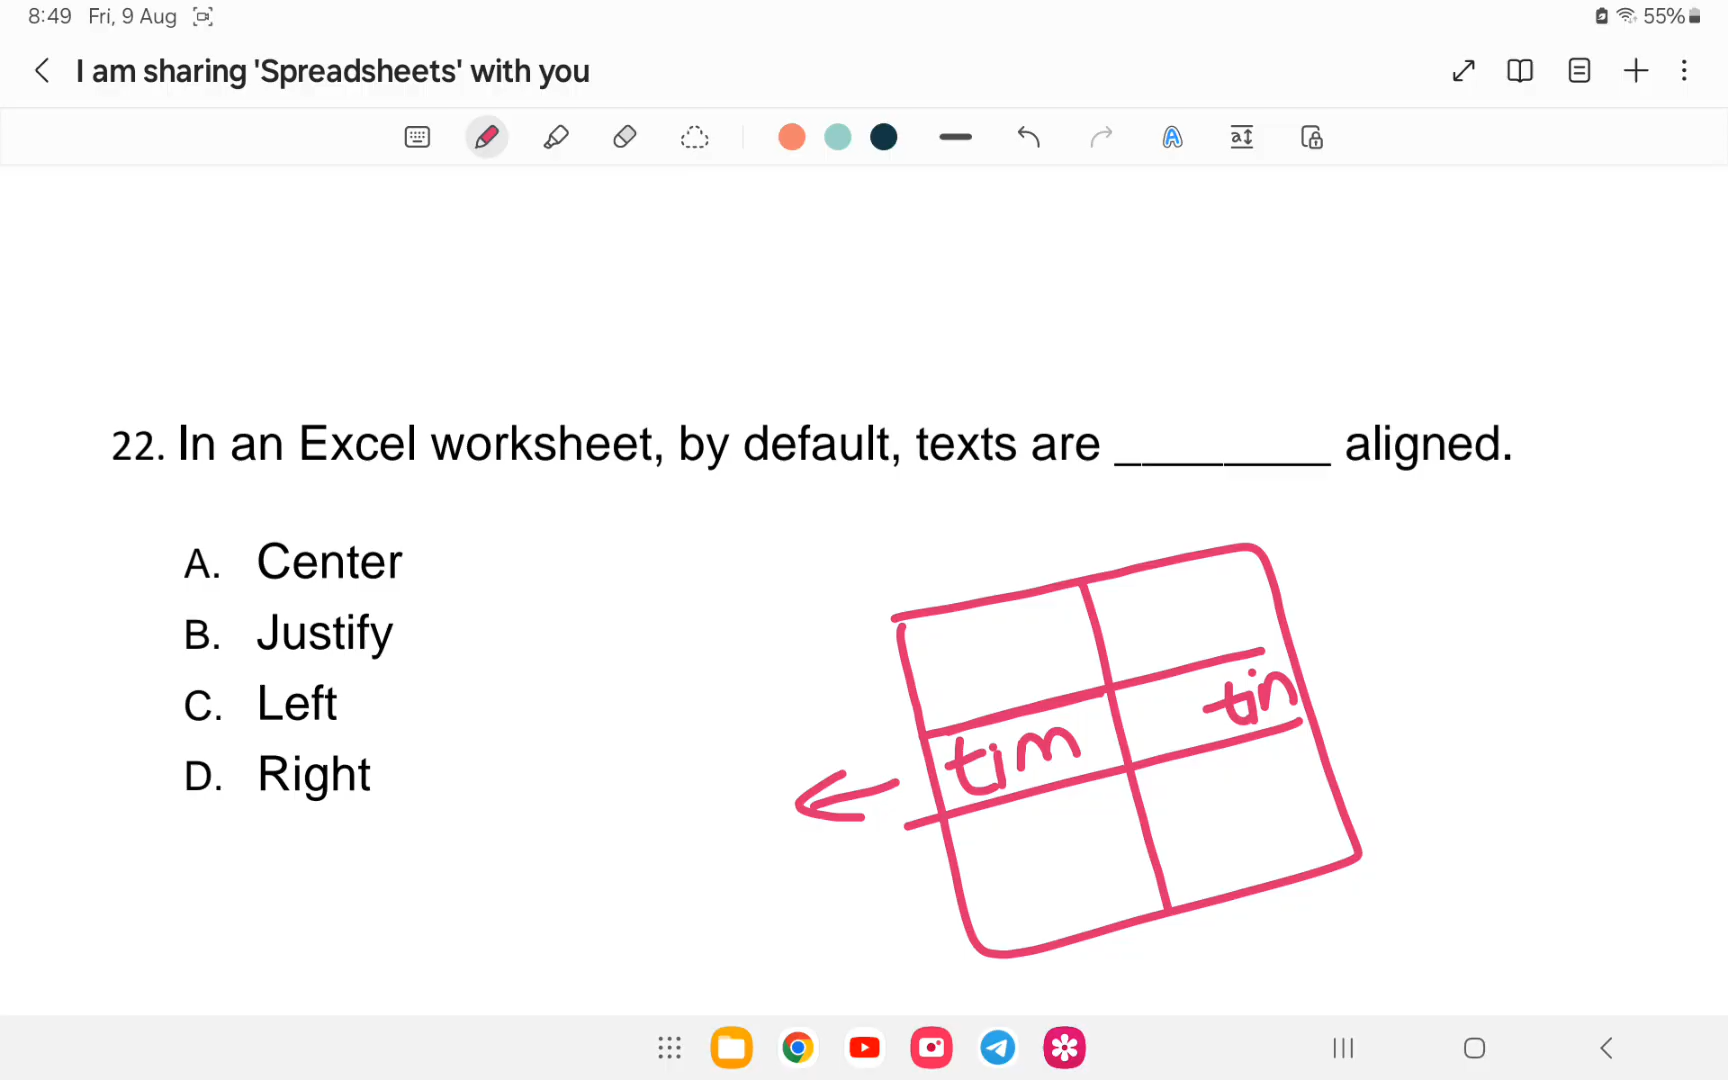 8:49 Fri, 9 Aug 55%
I am sharing 'Spreadsheets' with you
22. In an Excel worksheet, by default, texts are ________ aligned.
A. Center
B. Justify
C. Left
D. Right
tin
tim